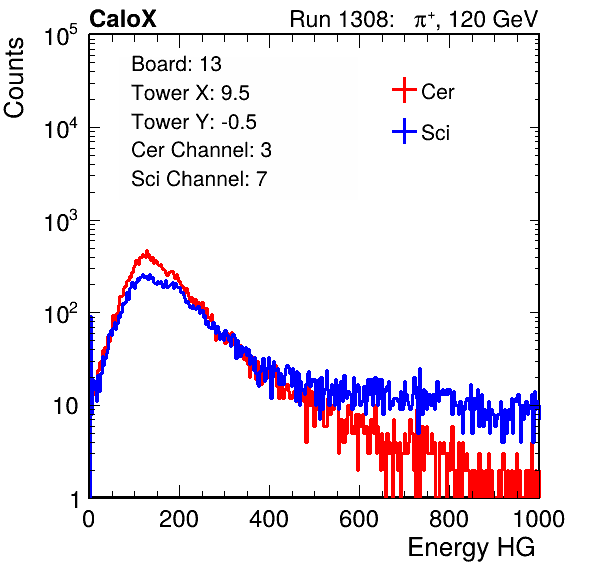 CaloX Run 1308: π⁺, 120 GeV
Counts
10⁵
10⁴
10³
10²
10
1
Board: 13
Tower X: 9.5
Tower Y: -0.5
Cer Channel: 3
Sci Channel: 7
Cer
Sci
0 200 400 600 800 1000
Energy HG